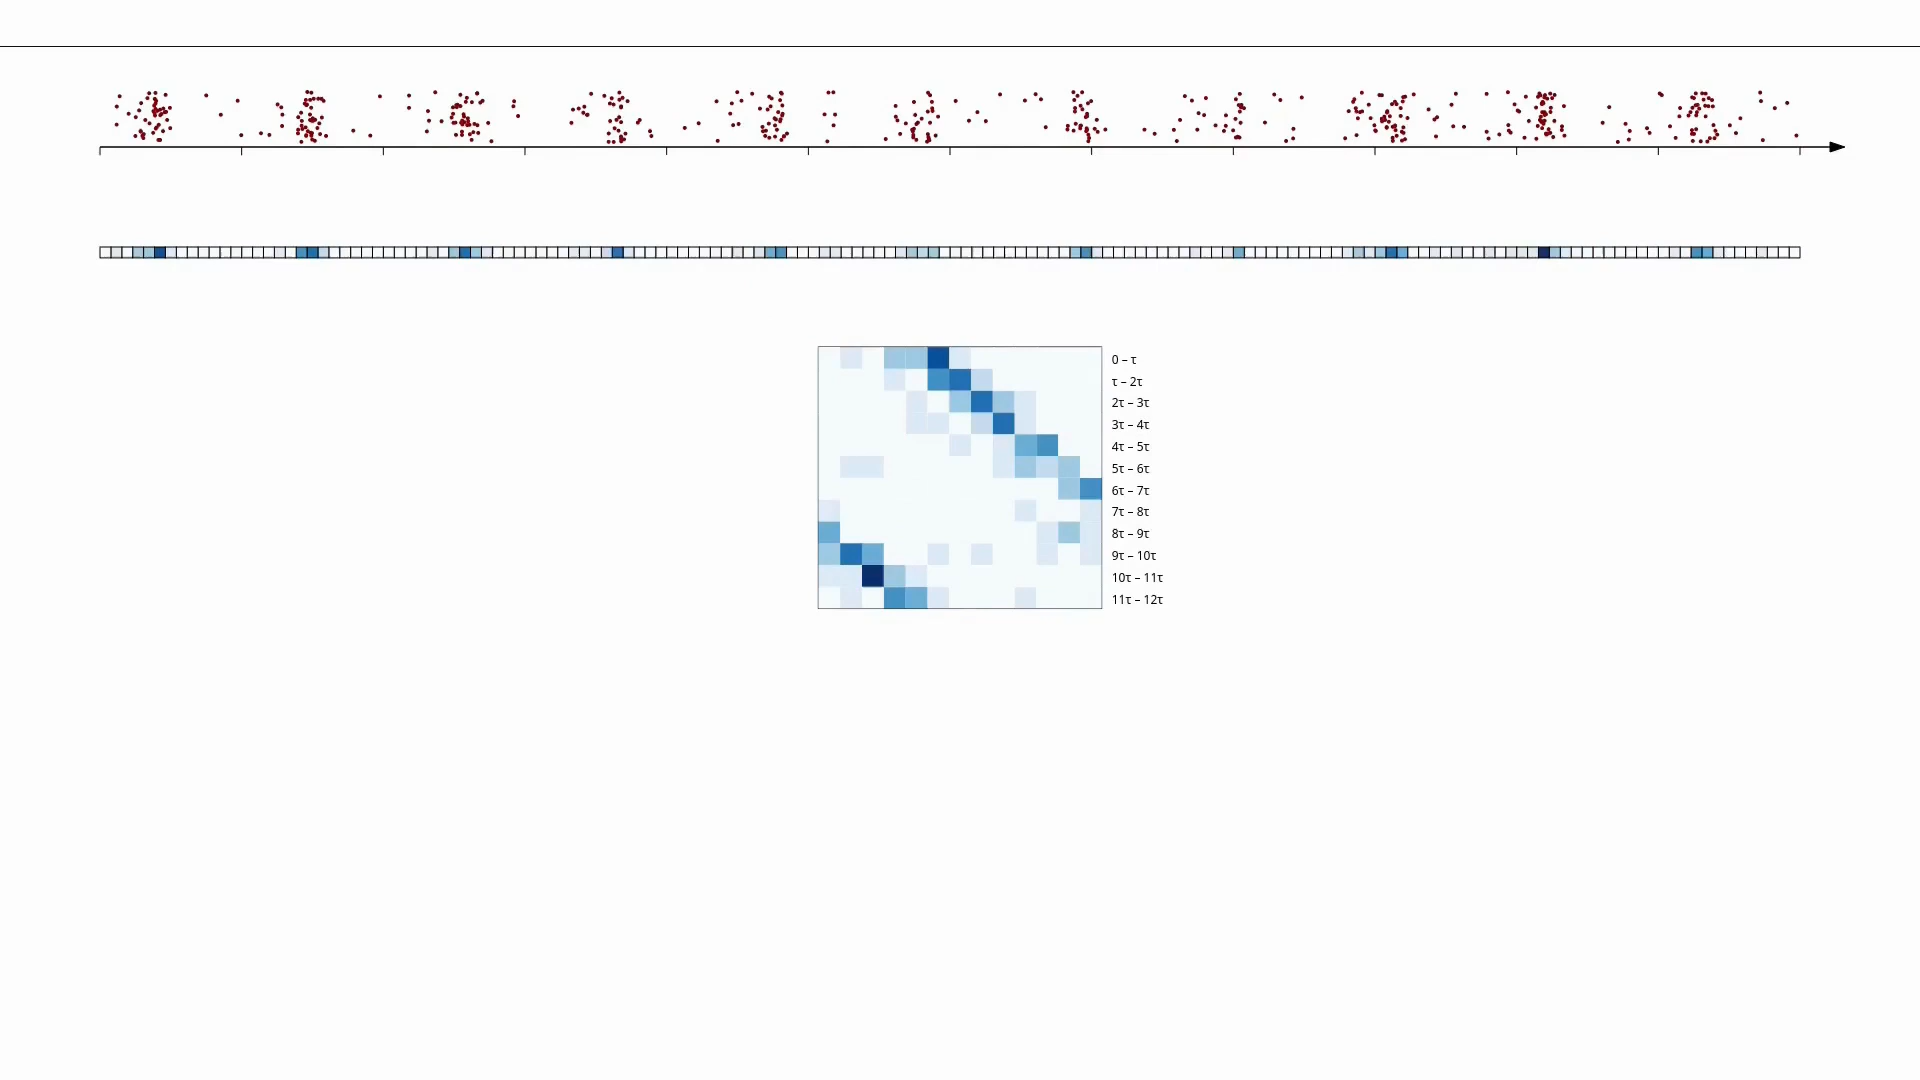 0 – τ
τ – 2τ
2τ – 3τ
3τ – 4τ
4τ – 5τ
5τ – 6τ
6τ – 7τ
7τ – 8τ
8τ – 9τ
9τ – 10τ
10τ – 11τ
11τ – 12τ